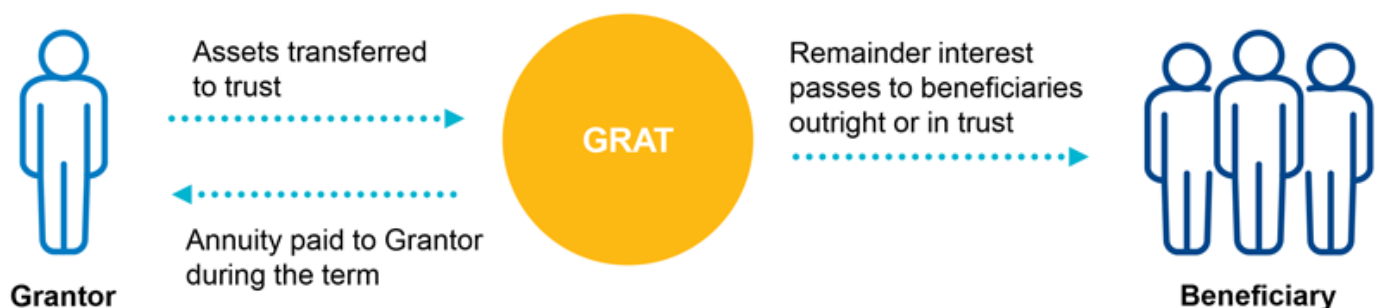 Assets transferred
to trust
Annuity paid to Grantor
during the term
Grantor
GRAT
Remainder interest
passes to beneficiaries
outright or in trust
Beneficiary